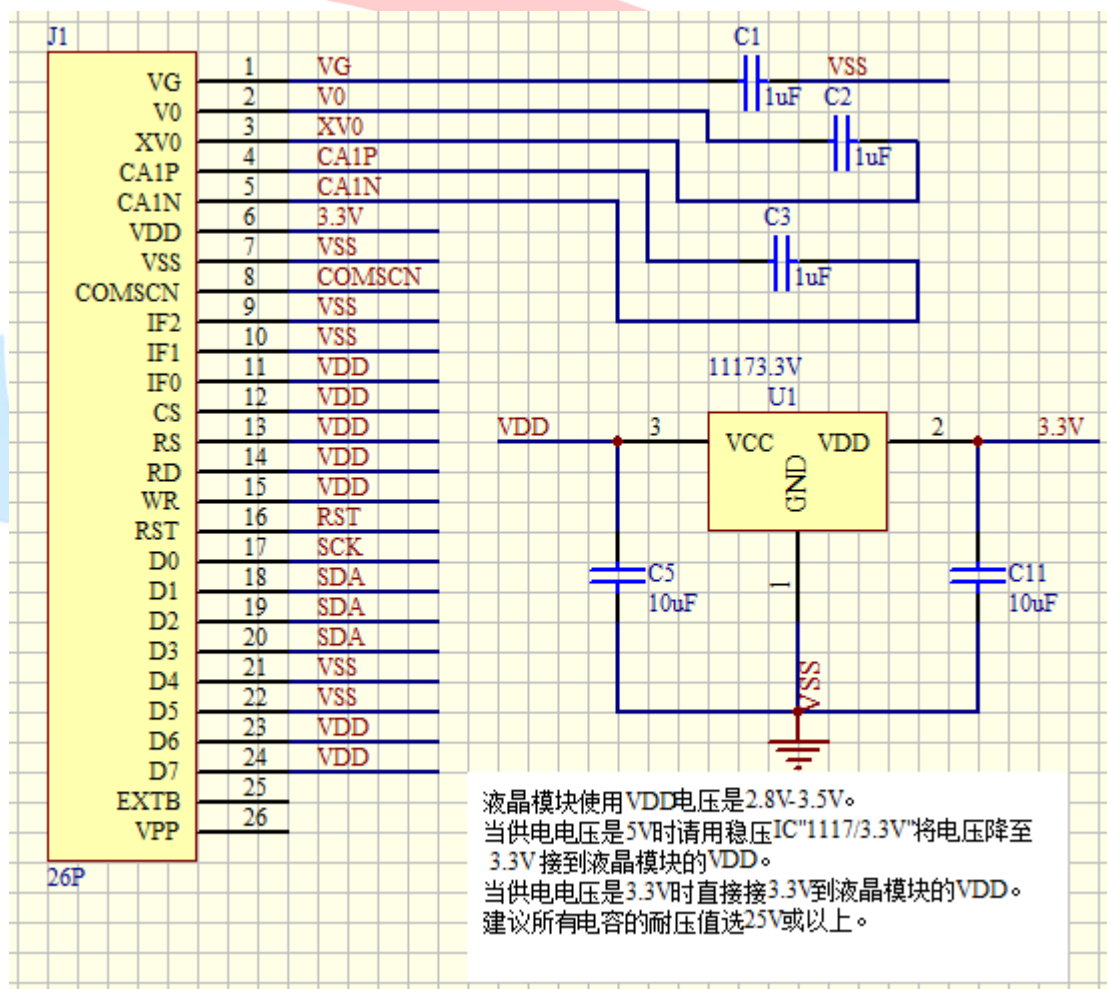 J1
VG 1 VG
V0 2 V0
XV0 3 XV0
CA1P 4 CA1P
CA1N 5 CA1N
VDD 6 3.3V
VSS 7 VSS
COMSCN 8 COMSCN
IF2 9 VSS
IF1 10 VSS
IF0 11 VDD
CS 12 VDD
RS 13 VDD
RD 14 VDD
WR 15 VDD
RST 16 RST
D0 17 SCK
D1 18 SDA
D2 19 SDA
D3 20 SDA
D4 21 VSS
D5 22 VSS
D6 23 VDD
D7 24 VDD
EXTB 25
VPP 26
26P
C1
1uF
VSS
C2
1uF
C3
1uF
11173.3V
U1
VDD 3 VCC VDD 2 3.3V
GND
1
C5
10uF
C11
10uF
VSS
液晶模块使用VDD电压是2.8V-3.5V。
当供电电压是5V时请用稳压IC"1117/3.3V"将电压降至
3.3V接到液晶模块的VDD。
当供电电压是3.3V时直接接3.3V到液晶模块的VDD。
建议所有电容的耐压值选25V或以上。